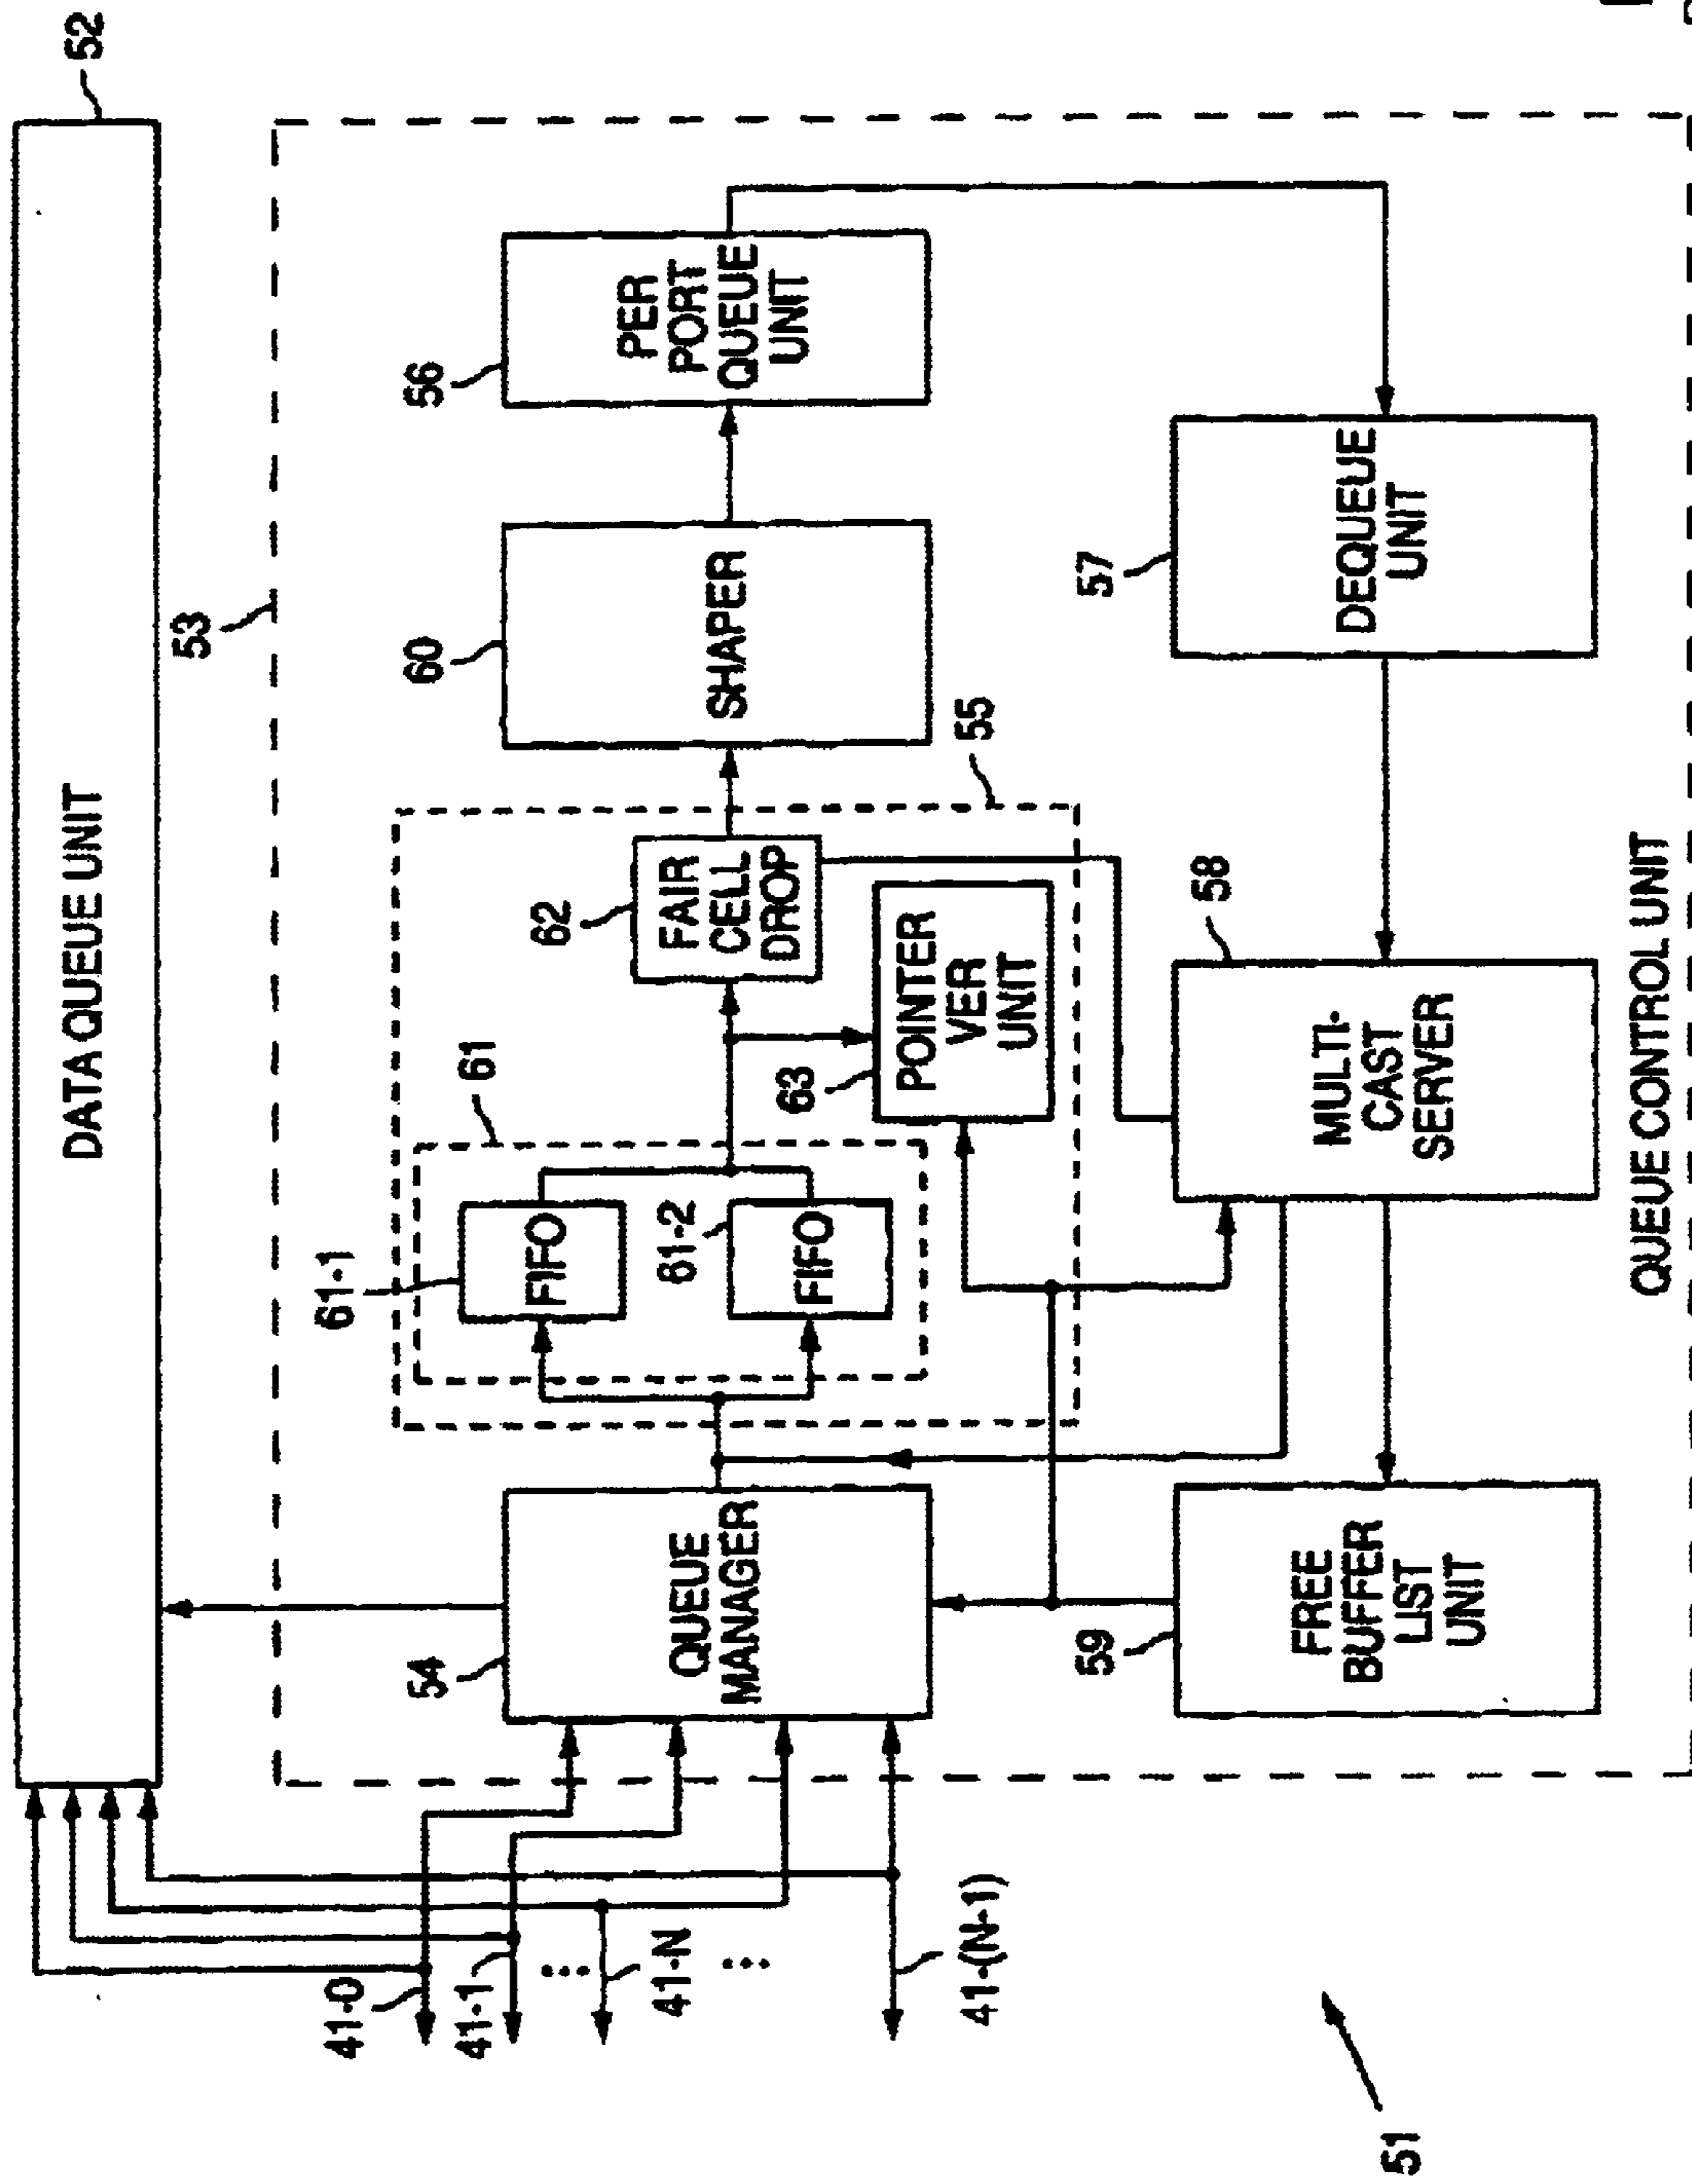 52
DATA QUEUE UNIT
53
61-1
61
FIFO
61-2
FIFO
62
FAIR
CELL
DROP
63
POINTER
VER
UNIT
55
60
SHAPER
56
PER
PORT
QUEUE
UNIT
54
QUEUE
MANAGER
41-0
41-1
41-N
41-(N-1)
59
FREE
BUFFER
LIST
UNIT
58
MULTI-
CAST
SERVER
57
DEQUEUE
UNIT
QUEUE CONTROL UNIT
51